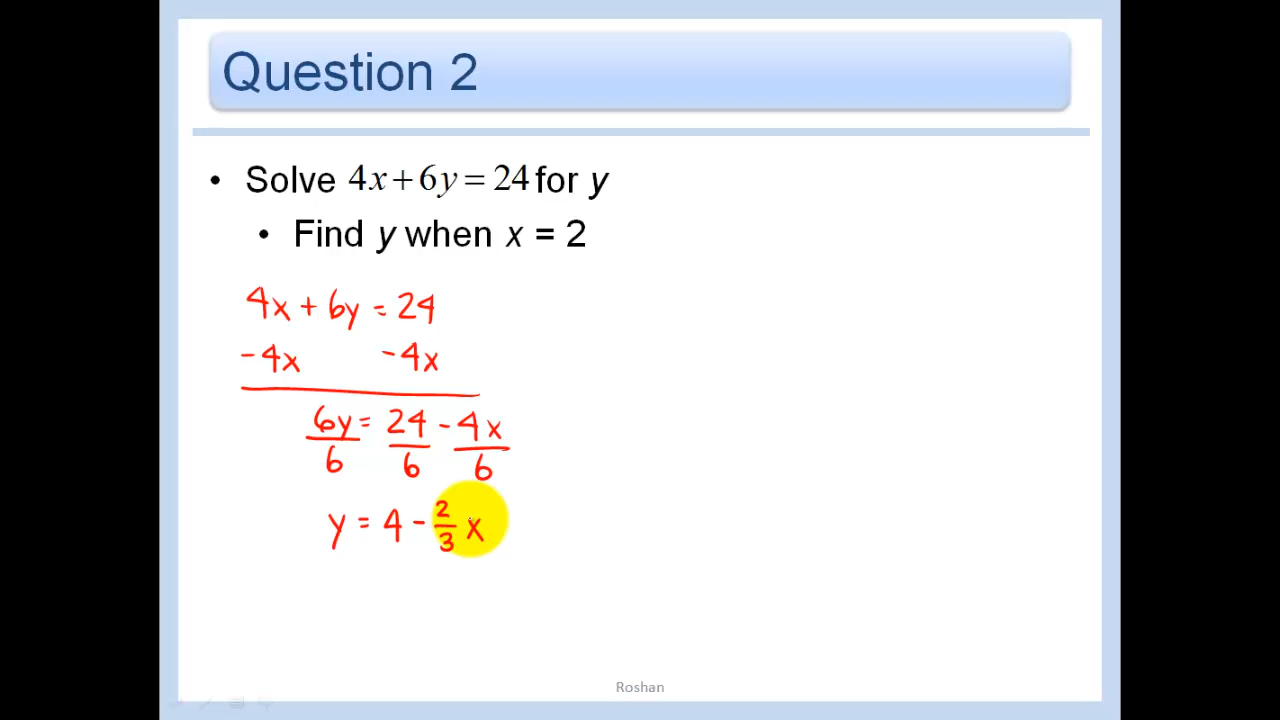 Question 2
• Solve 4x + 6y = 24 for y
• Find y when x = 2
4x + 6y = 24
-4x -4x
6y/6 = 24/6 - 4x/6
y = 4 - 2/3 x
Roshan